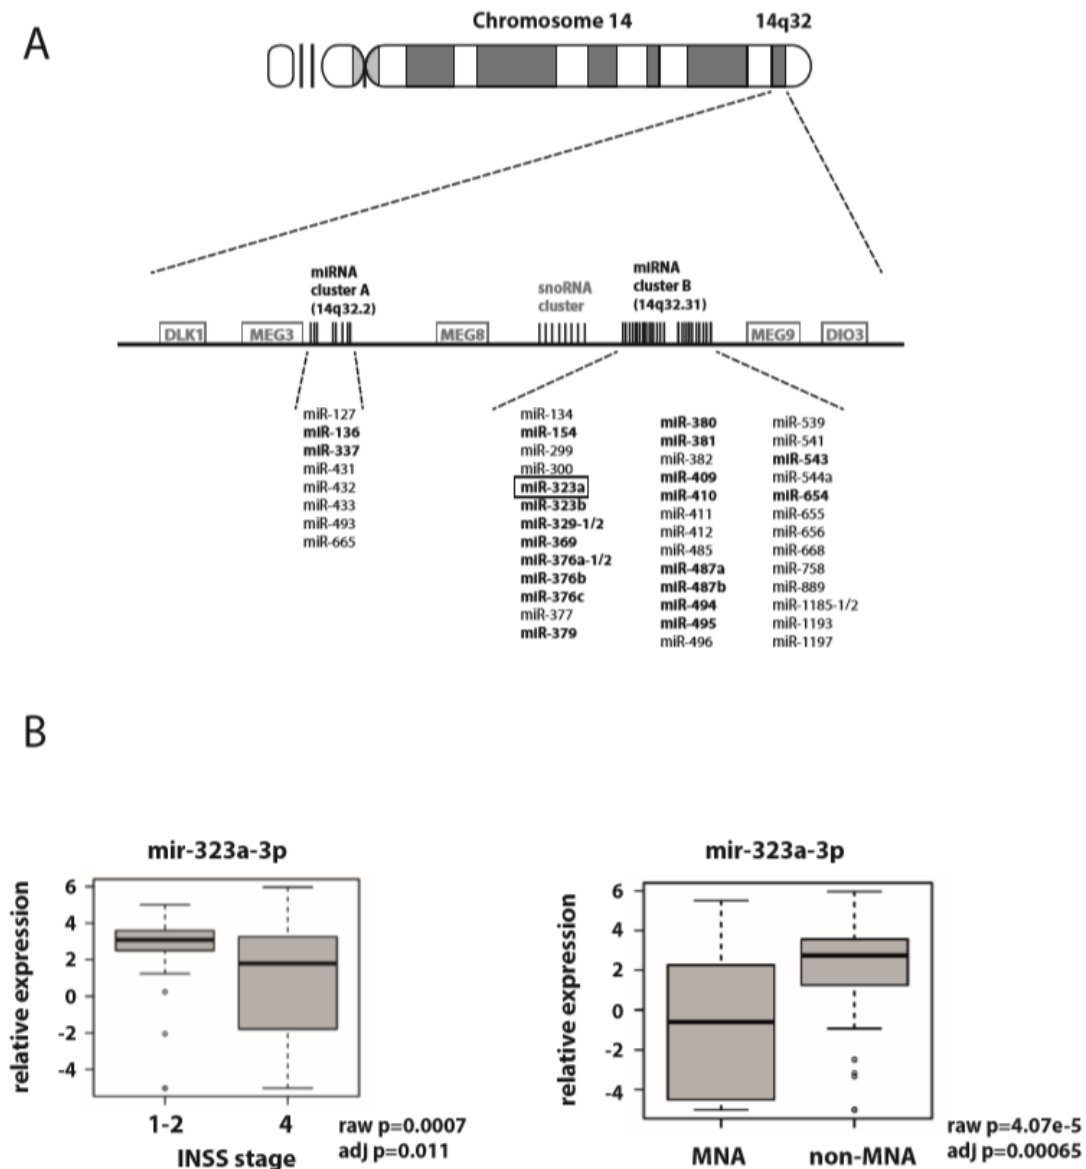 A
Chromosome 14
14q32
miRNA
cluster A
(14q32.2)
snoRNA
cluster
miRNA
cluster B
(14q32.31)
DLK1
MEG3
MEG8
MEG9
DIO3
miR-127
miR-136
miR-337
miR-431
miR-432
miR-433
miR-493
miR-665
miR-134
miR-154
miR-299
miR-300
miR-323a
miR-323b
miR-329-1/2
miR-369
miR-376a-1/2
miR-376b
miR-376c
miR-377
miR-379
miR-380
miR-381
miR-382
miR-409
miR-410
miR-411
miR-412
miR-485
miR-487a
miR-487b
miR-494
miR-495
miR-496
miR-539
miR-541
miR-543
miR-544a
miR-654
miR-655
miR-656
miR-668
miR-758
miR-889
miR-1185-1/2
miR-1193
miR-1197
B
mir-323a-3p
relative expression
6
4
2
0
-2
-4
1-2
4
INSS stage
raw p=0.0007
adj p=0.011
mir-323a-3p
relative expression
6
4
2
0
-2
-4
MNA
non-MNA
raw p=4.07e-5
adj p=0.00065